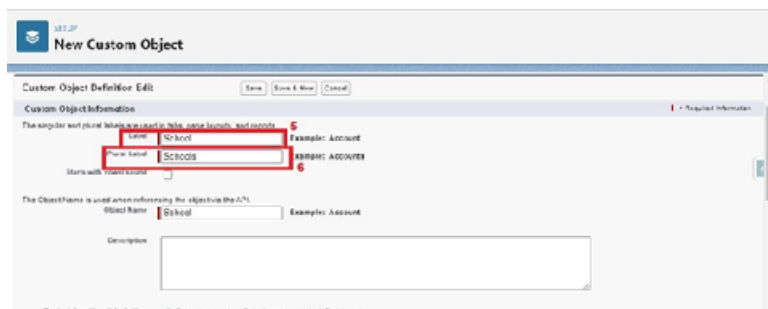 SETUP
New Custom Object
Custom Object Definition Edit
Save Save & New Cancel
Custom Object Information
= Required Information
The singular and plural labels are used in tabs, page layouts, and reports.
5
Label School Example: Account
Plural Label Schools Example: Accounts
6
Starts with vowel sound
The Object Name is used when referencing the object via the API.
Object Name School Example: Account
Description